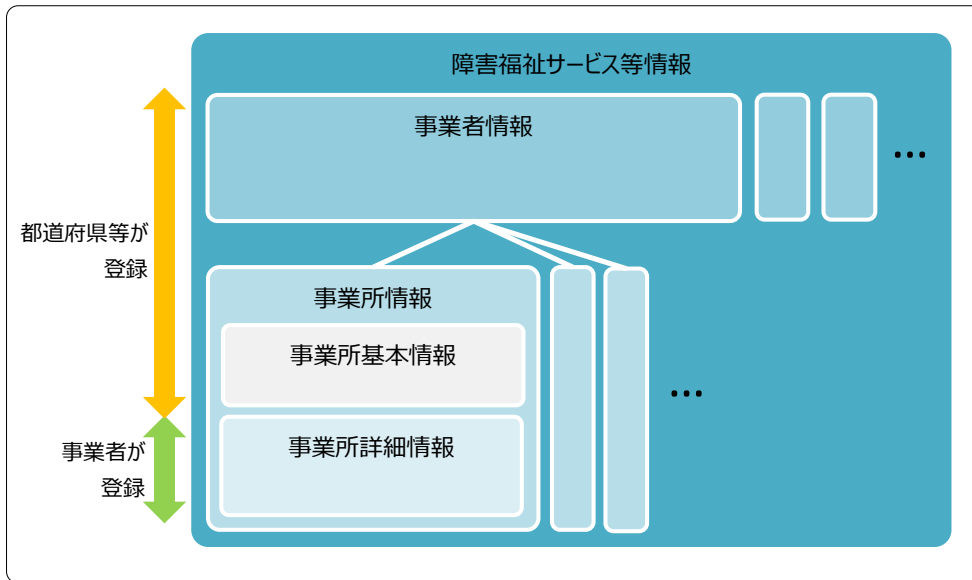 障害福祉サービス等情報
事業者情報
…
都道府県等が
登録
事業所情報
事業所基本情報
…
事業者が
登録
事業所詳細情報